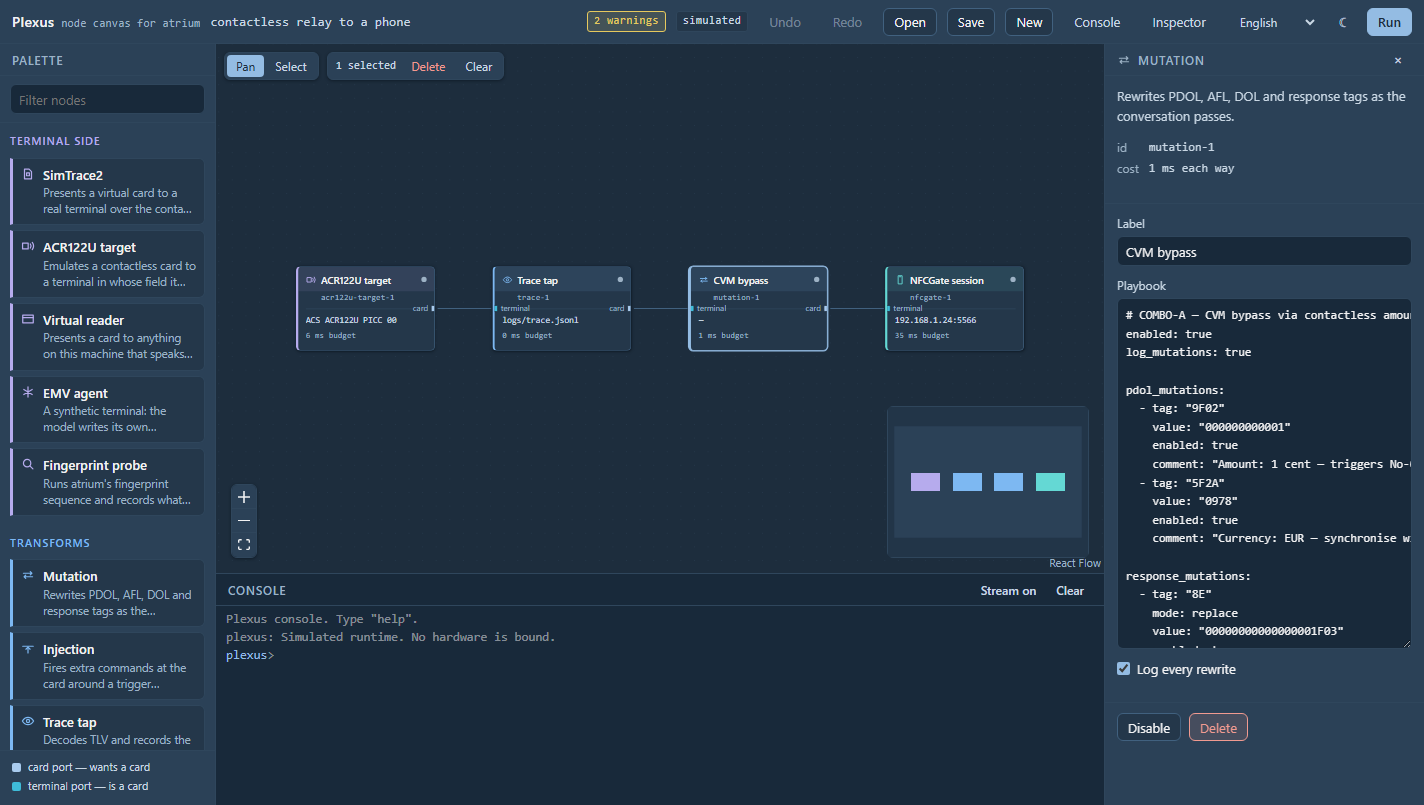 Plexus node canvas for atrium contactless relay to a phone
2 warnings simulated Undo Redo Open Save New Console Inspector English Run
PALETTE
Filter nodes
TERMINAL SIDE
SimTrace2
Presents a virtual card to a
real terminal over the conta...
ACR122U target
Emulates a contactless card to
a terminal in whose field it...
Virtual reader
Presents a card to anything
on this machine that speaks...
EMV agent
A synthetic terminal: the
model writes its own...
Fingerprint probe
Runs atrium's fingerprint
sequence and records what...
TRANSFORMS
Mutation
Rewrites PDOL, AFL, DOL and
response tags as the...
Injection
Fires extra commands at the
card around a trigger...
Trace tap
Decodes TLV and records the
card port — wants a card
terminal port — is a card
Pan Select 1 selected Delete Clear
ACR122U target
acr122u-target-1
card
ACS ACR122U PICC 00
6 ms budget
Trace tap
trace-1
terminal card
logs/trace.jsonl
0 ms budget
CVM bypass
mutation-1
terminal card
—
1 ms budget
NFCGate session
nfcgate-1
terminal
192.168.1.24:5566
35 ms budget
React Flow
CONSOLE Stream on Clear
Plexus console. Type "help".
plexus: Simulated runtime. No hardware is bound.
plexus>
MUTATION
Rewrites PDOL, AFL, DOL and response tags as the
conversation passes.
id mutation-1
cost 1 ms each way
Label
CVM bypass
Playbook
# COMBO-A — CVM bypass via contactless amou
enabled: true
log_mutations: true
pdol_mutations:
- tag: "9F02"
value: "000000000001"
enabled: true
comment: "Amount: 1 cent — triggers No-
- tag: "5F2A"
value: "0978"
enabled: true
comment: "Currency: EUR — synchronise w
response_mutations:
- tag: "8E"
mode: replace
value: "00000000000000001F03"
Log every rewrite
Disable Delete